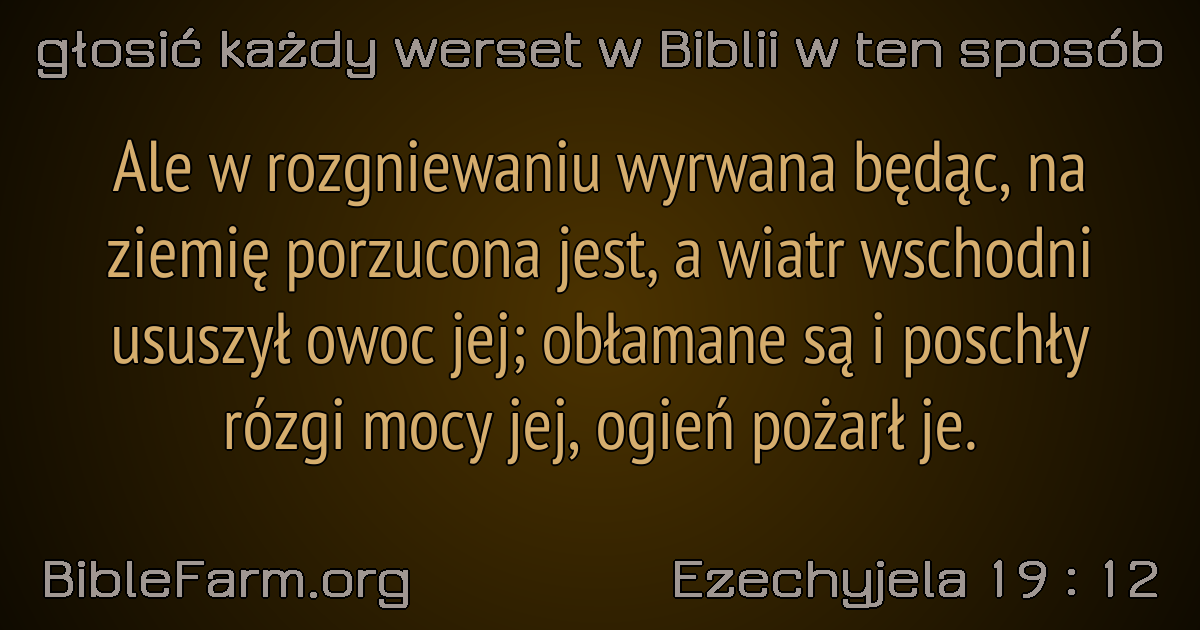 głosić każdy werset w Biblii w ten sposób
Ale w rozgniewaniu wyrwana będąc, na
ziemię porzucona jest, a wiatr wschodni
ususzył owoc jej; obłamane są i poschły
rózgi mocy jej, ogień pożarł je.
BibleFarm.org
Ezechyjela 19 : 12